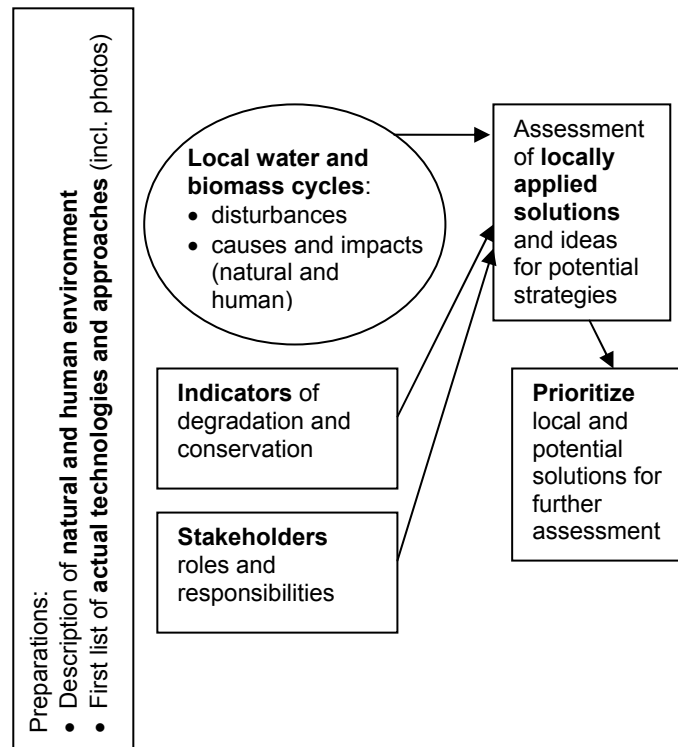 Preparations:
• Description of natural and human environment
• First list of actual technologies and approaches (incl. photos)
Local water and
biomass cycles:
• disturbances
• causes and impacts
(natural and
human)
Indicators of
degradation and
conservation
Stakeholders
roles and
responsibilities
Assessment
of locally
applied
solutions
and ideas
for potential
strategies
Prioritize
local and
potential
solutions for
further
assessment